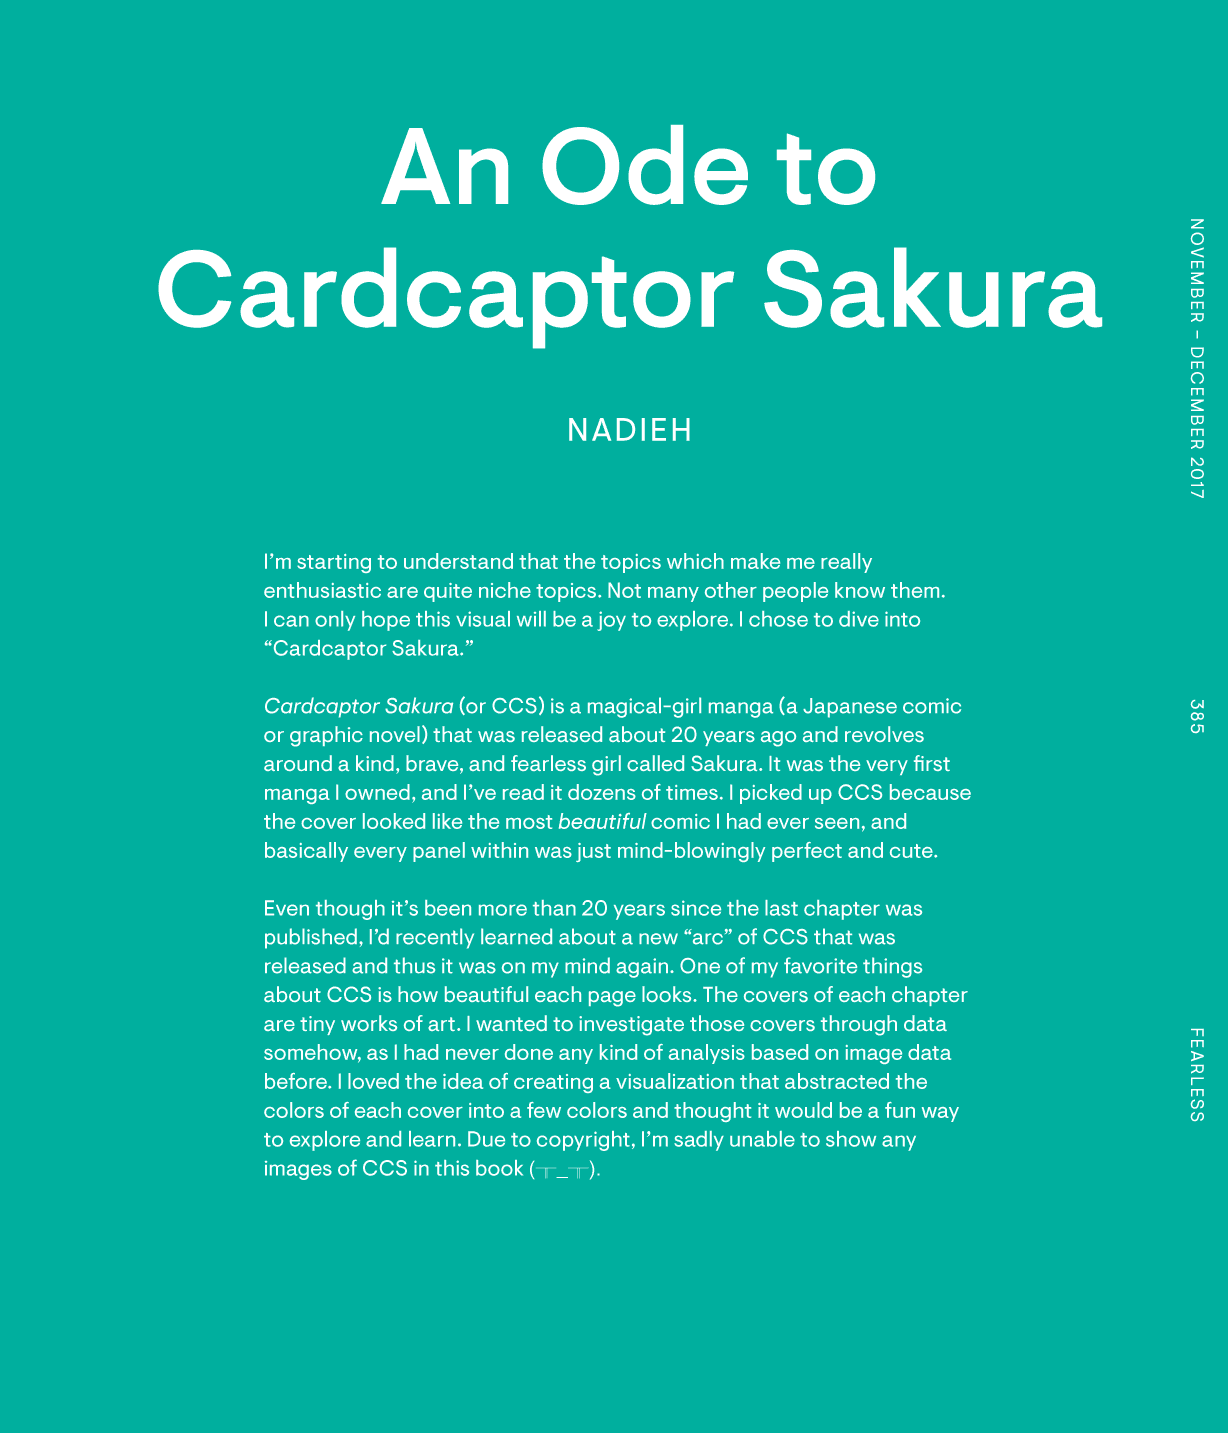 An Ode to
Cardcaptor Sakura
NADIEH
I’m starting to understand that the topics which make me really
enthusiastic are quite niche topics. Not many other people know them.
I can only hope this visual will be a joy to explore. I chose to dive into
“Cardcaptor Sakura.”
Cardcaptor Sakura (or CCS) is a magical-girl manga (a Japanese comic
or graphic novel) that was released about 20 years ago and revolves
around a kind, brave, and fearless girl called Sakura. It was the very first
manga I owned, and I’ve read it dozens of times. I picked up CCS because
the cover looked like the most beautiful comic I had ever seen, and
basically every panel within was just mind-blowingly perfect and cute.
Even though it’s been more than 20 years since the last chapter was
published, I’d recently learned about a new “arc” of CCS that was
released and thus it was on my mind again. One of my favorite things
about CCS is how beautiful each page looks. The covers of each chapter
are tiny works of art. I wanted to investigate those covers through data
somehow, as I had never done any kind of analysis based on image data
before. I loved the idea of creating a visualization that abstracted the
colors of each cover into a few colors and thought it would be a fun way
to explore and learn. Due to copyright, I’m sadly unable to show any
images of CCS in this book (╥_╥).
NOVEMBER – DECEMBER 2017
385
FEARLESS